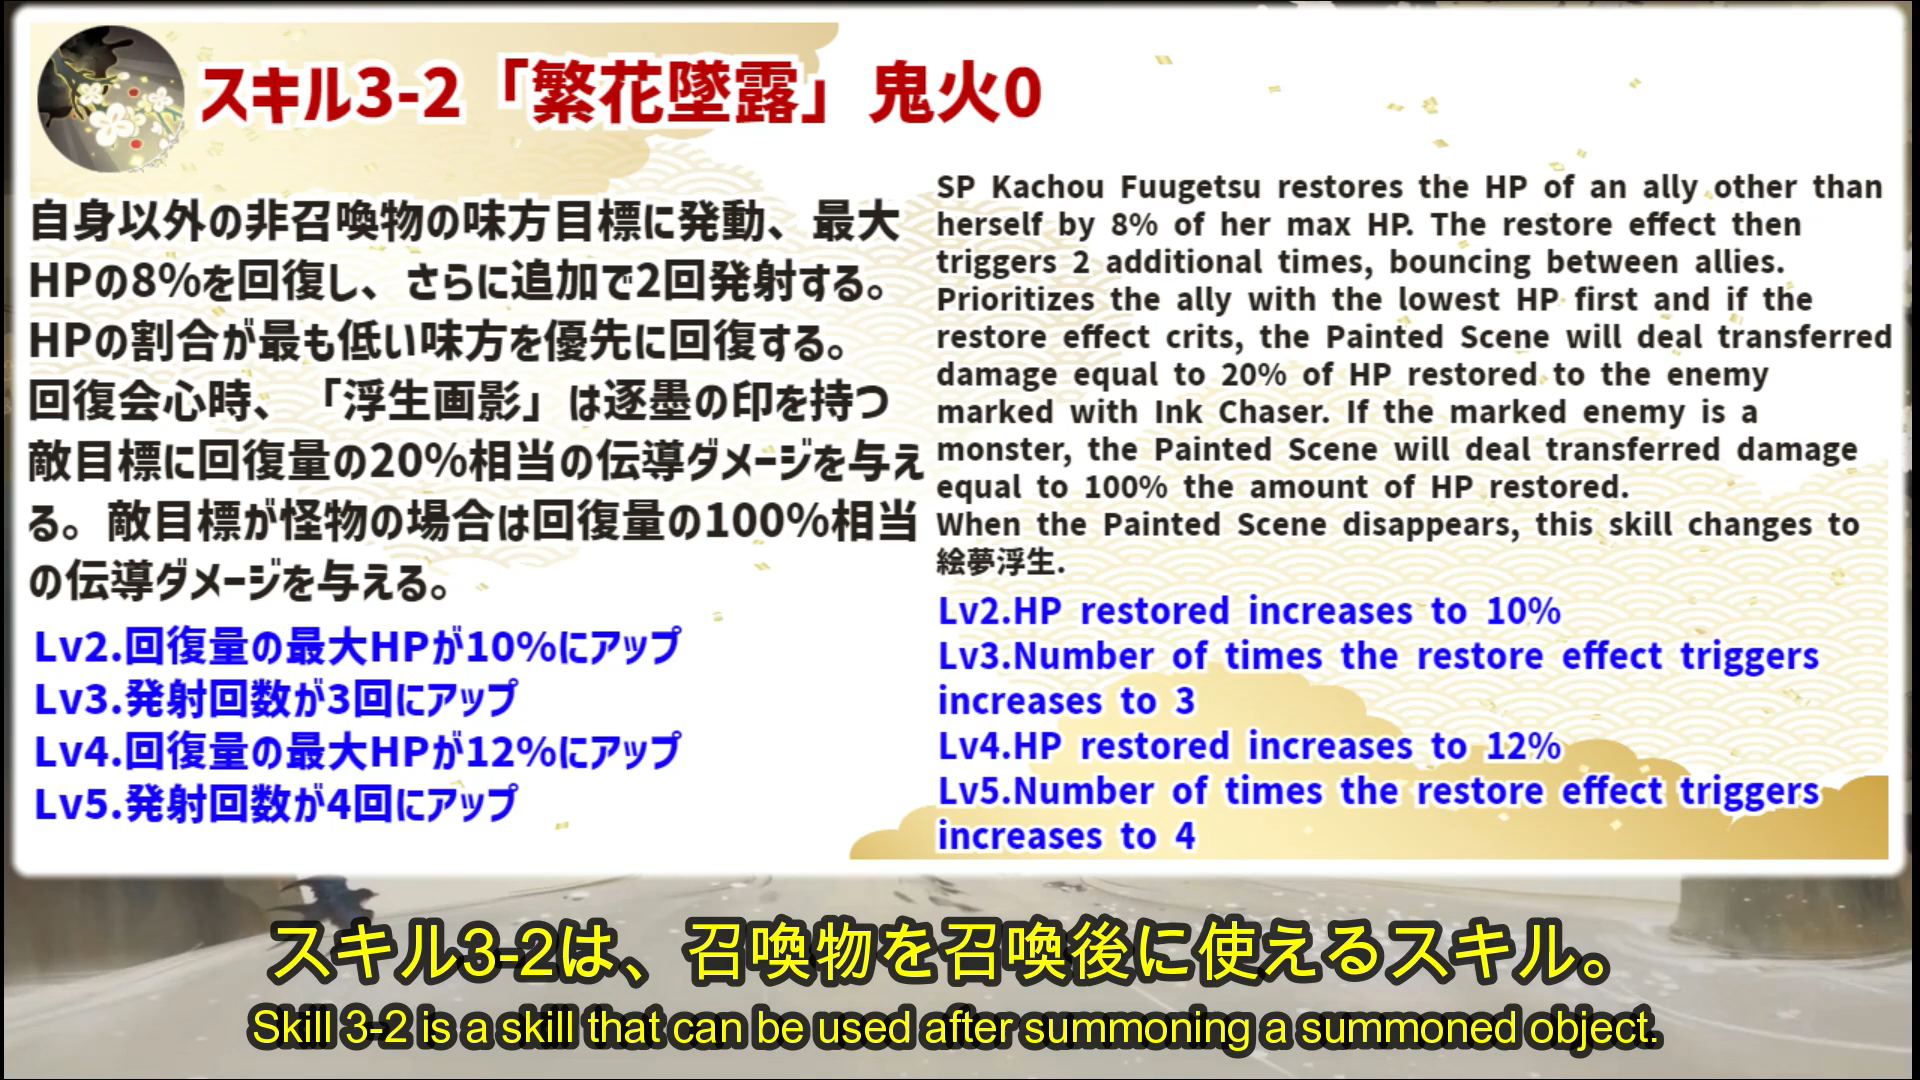 スキル3-2「繁花墜露」鬼火0
自身以外の非召喚物の味方目標に発動、最大
HPの8%を回復し、さらに追加で2回発射する。
HPの割合が最も低い味方を優先に回復する。
回復会心時、「浮生画影」は逐墨の印を持つ
敵目標に回復量の20%相当の伝導ダメージを与え
る。敵目標が怪物の場合は回復量の100%相当
の伝導ダメージを与える。
Lv2.回復量の最大HPが10%にアップ
Lv3.発射回数が3回にアップ
Lv4.回復量の最大HPが12%にアップ
Lv5.発射回数が4回にアップ
SP Kachou Fuugetsu restores the HP of an ally other than
herself by 8% of her max HP. The restore effect then
triggers 2 additional times, bouncing between allies.
Prioritizes the ally with the lowest HP first and if the
restore effect crits, the Painted Scene will deal transferred
damage equal to 20% of HP restored to the enemy
marked with Ink Chaser. If the marked enemy is a
monster, the Painted Scene will deal transferred damage
equal to 100% the amount of HP restored.
When the Painted Scene disappears, this skill changes to
絵夢浮生.
Lv2.HP restored increases to 10%
Lv3.Number of times the restore effect triggers
increases to 3
Lv4.HP restored increases to 12%
Lv5.Number of times the restore effect triggers
increases to 4
スキル3-2は、召喚物を召喚後に使えるスキル。
Skill 3-2 is a skill that can be used after summoning a summoned object.